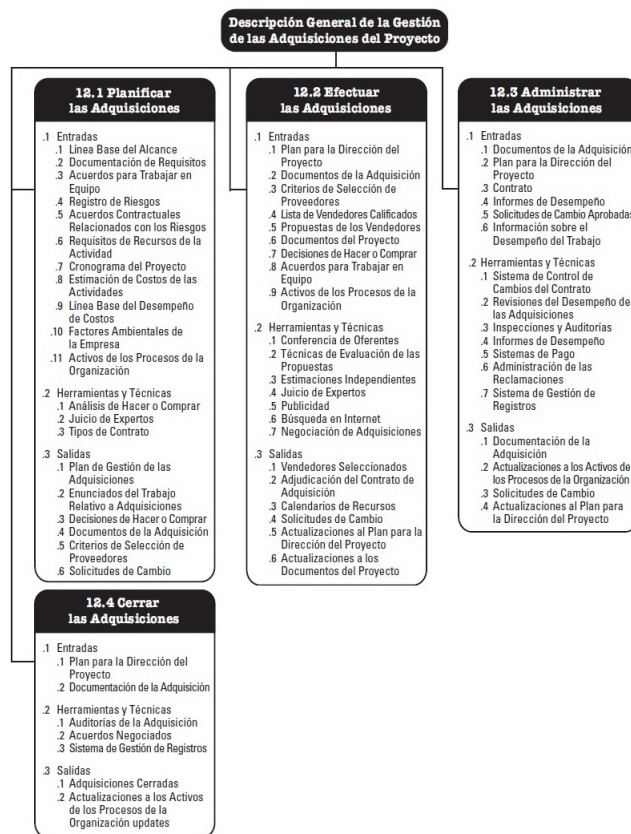 Descripción General de la Gestión
de las Adquisiciones del Proyecto
12.1 Planificar
las Adquisiciones
.1 Entradas
.1 Línea Base del Alcance
.2 Documentación de Requisitos
.3 Acuerdos para Trabajar en
Equipo
.4 Registro de Riesgos
.5 Acuerdos Contractuales
Relacionados con los Riesgos
.6 Requisitos de Recursos de la
Actividad
.7 Cronograma del Proyecto
.8 Estimación de Costos de las
Actividades
.9 Línea Base del Desempeño
de Costos
.10 Factores Ambientales de
la Empresa
.11 Activos de los Procesos de la
Organización
.2 Herramientas y Técnicas
.1 Análisis de Hacer o Comprar
.2 Juicio de Expertos
.3 Tipos de Contrato
.3 Salidas
.1 Plan de Gestión de las
Adquisiciones
.2 Enunciados del Trabajo
Relativo a Adquisiciones
.3 Decisiones de Hacer o Comprar
.4 Documentos de la Adquisición
.5 Criterios de Selección de
Proveedores
.6 Solicitudes de Cambio
12.2 Efectuar
las Adquisiciones
.1 Entradas
.1 Plan para la Dirección del
Proyecto
.2 Documentos de la Adquisición
.3 Criterios de Selección de
Proveedores
.4 Lista de Vendedores Calificados
.5 Propuestas de los Vendedores
.6 Documentos del Proyecto
.7 Decisiones de Hacer o Comprar
.8 Acuerdos para Trabajar en
Equipo
.9 Activos de los Procesos de la
Organización
.2 Herramientas y Técnicas
.1 Conferencia de Oferentes
.2 Técnicas de Evaluación de las
Propuestas
.3 Estimaciones Independientes
.4 Juicio de Expertos
.5 Publicidad
.6 Búsqueda en Internet
.7 Negociación de Adquisiciones
.3 Salidas
.1 Vendedores Seleccionados
.2 Adjudicación del Contrato de
Adquisición
.3 Calendarios de Recursos
.4 Solicitudes de Cambio
.5 Actualizaciones al Plan para la
Dirección del Proyecto
.6 Actualizaciones a los
Documentos del Proyecto
12.3 Administrar
las Adquisiciones
.1 Entradas
.1 Documentos de la Adquisición
.2 Plan para la Dirección del
Proyecto
.3 Contrato
.4 Informes de Desempeño
.5 Solicitudes de Cambio Aprobadas
.6 Información sobre el
Desempeño del Trabajo
.2 Herramientas y Técnicas
.1 Sistema de Control de
Cambios del Contrato
.2 Revisiones del Desempeño de
las Adquisiciones
.3 Inspecciones y Auditorías
.4 Informes de Desempeño
.5 Sistemas de Pago
.6 Administración de las
Reclamaciones
.7 Sistema de Gestión de
Registros
.3 Salidas
.1 Documentación de la
Adquisición
.2 Actualizaciones a los Activos de
los Procesos de la Organización
.3 Solicitudes de Cambio
.4 Actualizaciones al Plan para
la Dirección del Proyecto
12.4 Cerrar
las Adquisiciones
.1 Entradas
.1 Plan para la Dirección del
Proyecto
.2 Documentación de la Adquisición
.2 Herramientas y Técnicas
.1 Auditorías de la Adquisición
.2 Acuerdos Negociados
.3 Sistema de Gestión de Registros
.3 Salidas
.1 Adquisiciones Cerradas
.2 Actualizaciones a los Activos
de los Procesos de la
Organización updates